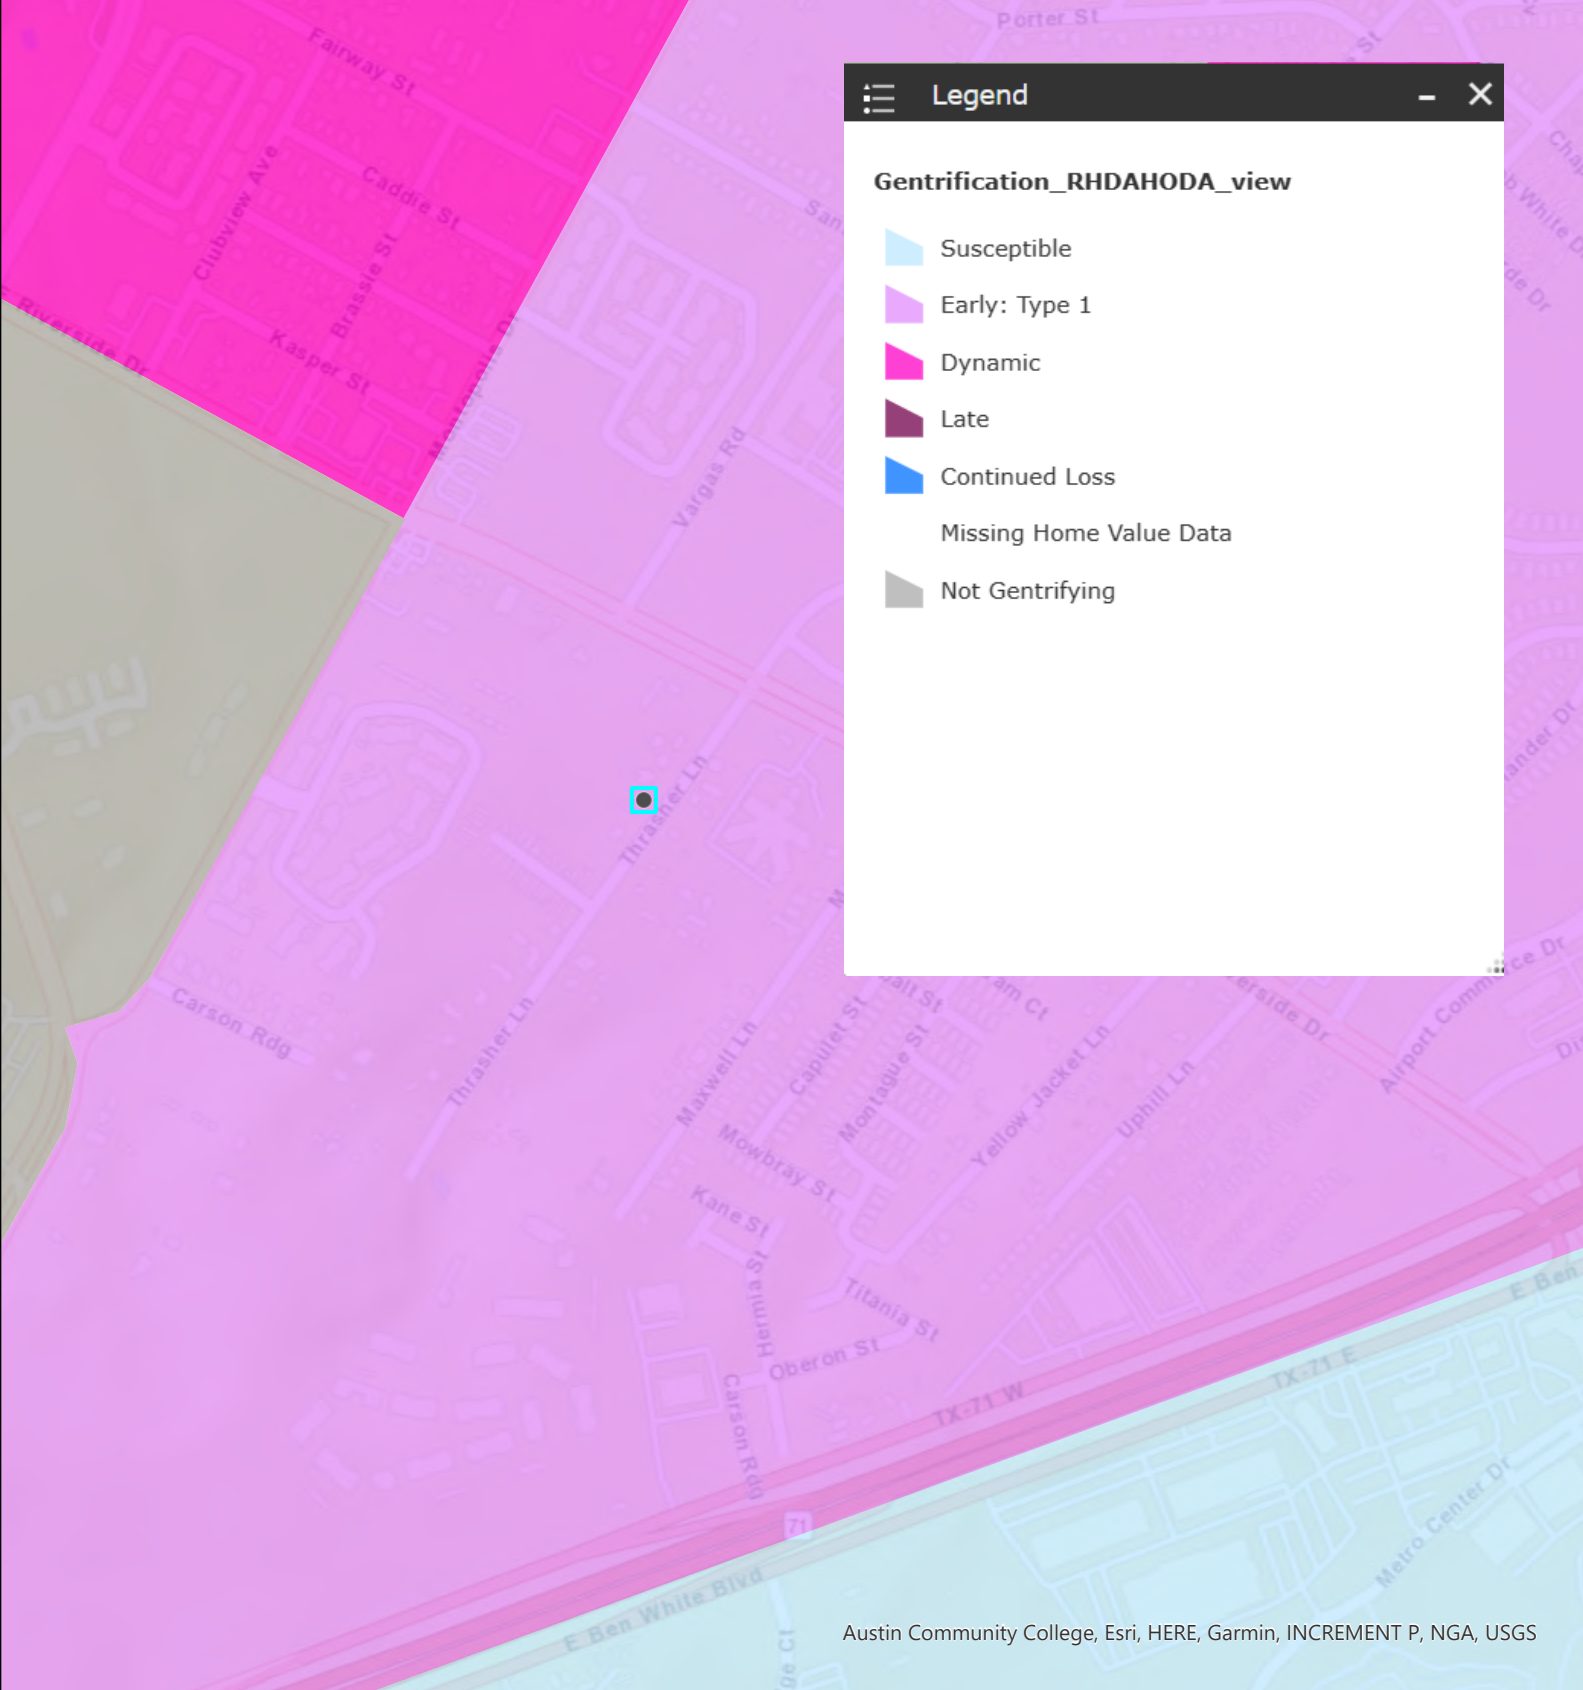 Porter St
Fairway St
Legend
Gentrification_RHDAHODA_view
Susceptible
Early: Type 1
Dynamic
Late
Continued Loss
Missing Home Value Data
Not Gentrifying
Clubview Ave
Caddie St
Brassie St
Kasper St
E Riverside Dr
Montopolis Dr
Vargas Rd
Thrasher Ln
Carson Rdg
Thrasher Ln
Maxwell Ln
Capulet St
Montague St
Mowbray St
Yellow Jacket Ln
Uphill Ln
Airport Commerce Dr
Kane St
Hermia St
Titania St
Oberon St
Carson Rdg
TX-71 W
TX-71 E
E Ben
71
E Ben White Blvd
Metro Center Dr
Austin Community College, Esri, HERE, Garmin, INCREMENT P, NGA, USGS